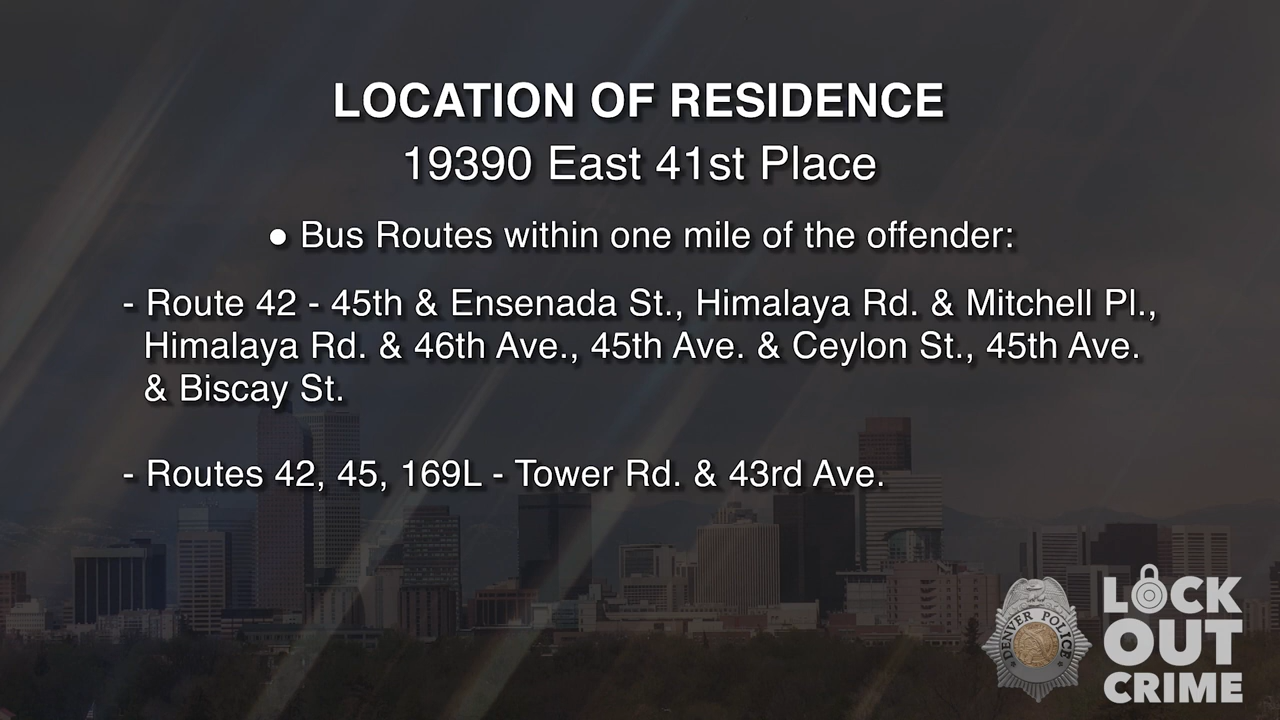 LOCATION OF RESIDENCE
19390 East 41st Place
● Bus Routes within one mile of the offender:
- Route 42 - 45th & Ensenada St., Himalaya Rd. & Mitchell Pl.,
Himalaya Rd. & 46th Ave., 45th Ave. & Ceylon St., 45th Ave.
& Biscay St.
- Routes 42, 45, 169L - Tower Rd. & 43rd Ave.
DENVER POLICE
LOCK
OUT
CRIME